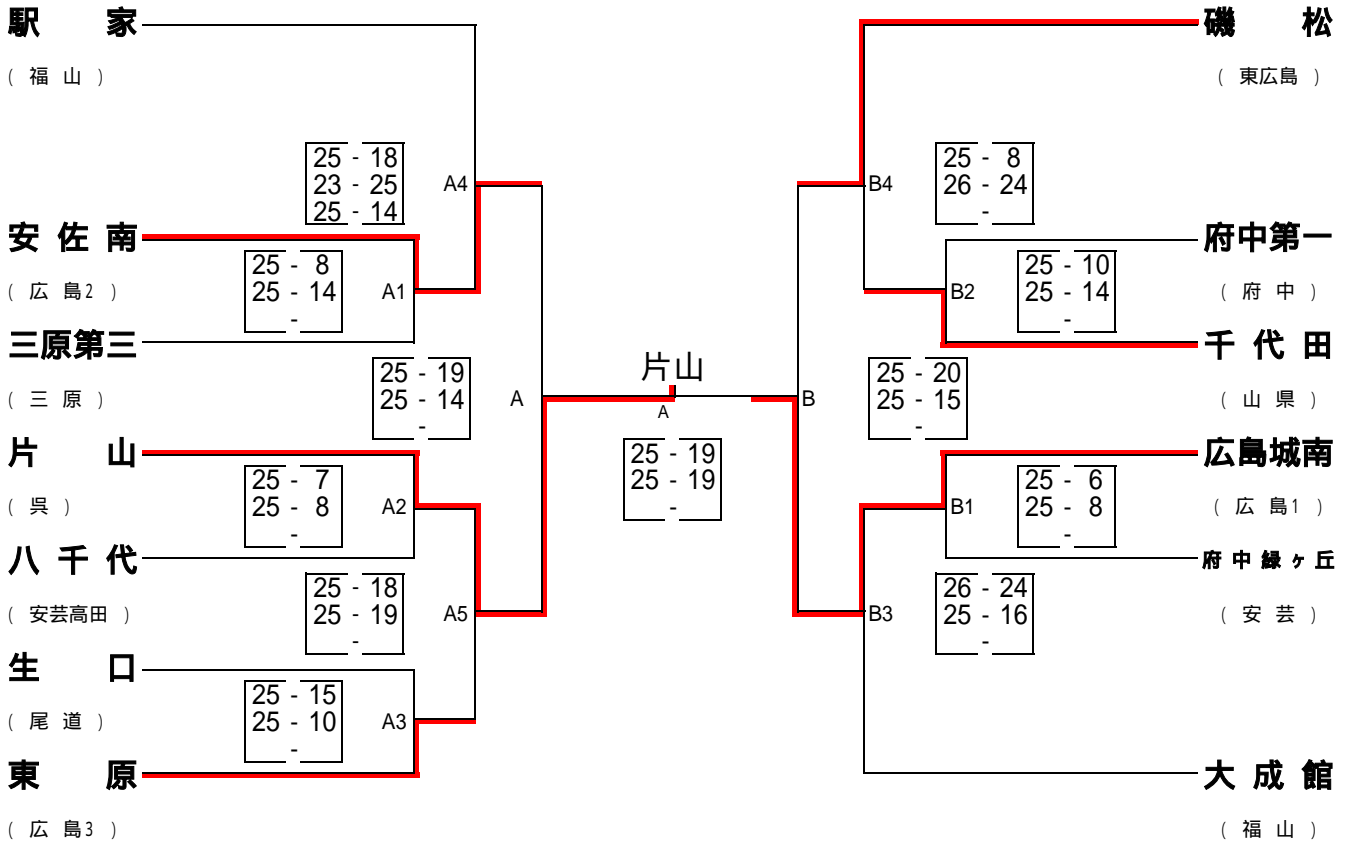 駅 家
( 福 山 )
25 - 18
23 - 25
25 - 14
A4
安 佐 南
( 広 島2 )
25 - 8
25 - 14
-
A1
三原第三
( 三 原 )
25 - 19
25 - 14
-
A
片 山
( 呉 )
25 - 7
25 - 8
-
A2
八 千 代
( 安芸高田 )
25 - 18
25 - 19
-
A5
生 口
( 尾 道 )
25 - 15
25 - 10
-
A3
東 原
( 広 島3 )
片山
A
25 - 19
25 - 19
-
磯 松
( 東広島 )
B4
25 - 8
26 - 24
-
府中第一
( 府 中 )
B2
25 - 10
25 - 14
-
千 代 田
( 山 県 )
B
25 - 20
25 - 15
-
広島城南
( 広 島1 )
B1
25 - 6
25 - 8
-
府 中 緑 ヶ 丘
( 安 芸 )
B3
26 - 24
25 - 16
-
大 成 館
( 福 山 )